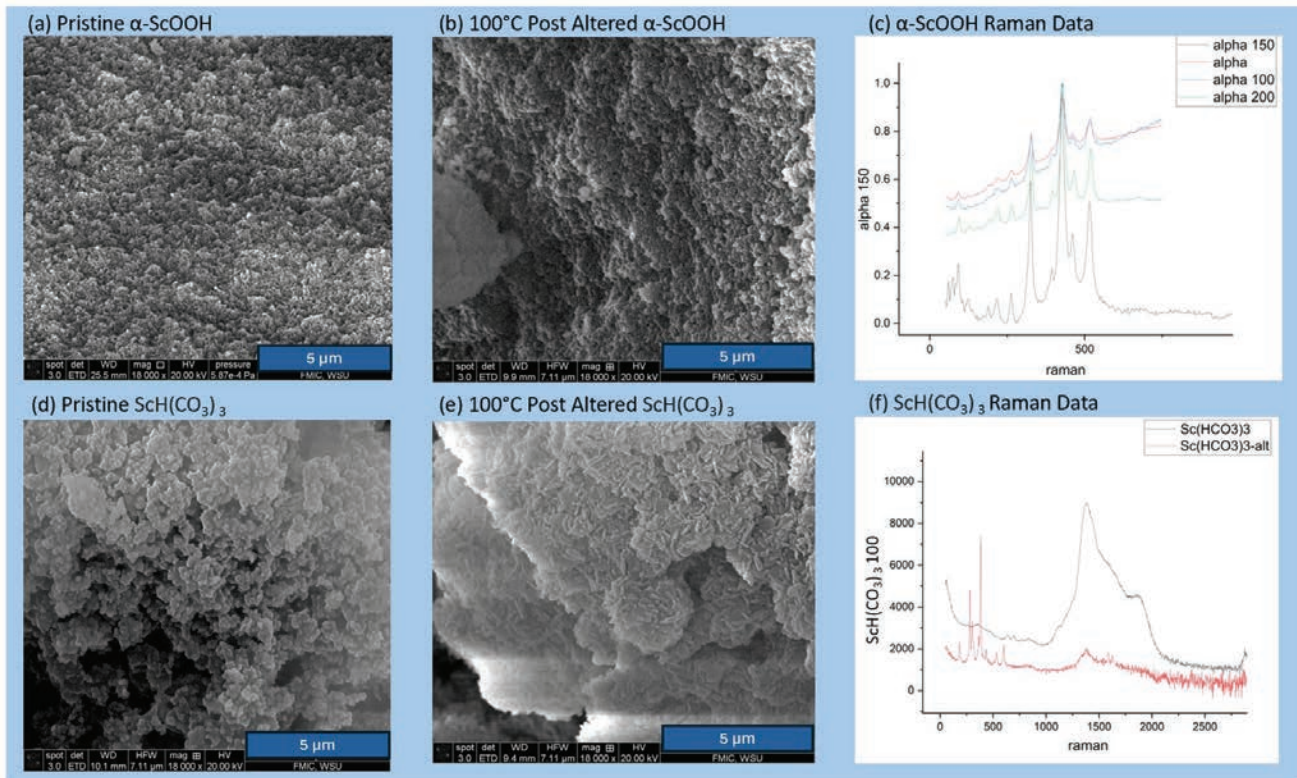 (a) Pristine α-ScOOH
5 µm
spot det WD mag HV pressure
3.0 ETD 25.5 mm 18 000 x 20.00 kV 5.87e-4 Pa FMIC, WSU
(b) 100°C Post Altered α-ScOOH
5 µm
spot det WD HFW mag HV
3.0 ETD 9.9 mm 7.11 µm 18 000 x 20.00 kV FMIC, WSU
(c) α-ScOOH Raman Data
alpha 150
alpha
alpha 100
alpha 200
1.0
0.8
0.6
0.4
0.2
0.0
alpha 150
0 500
raman
(d) Pristine ScH(CO₃)₃
5 µm
spot det WD HFW mag HV
3.0 ETD 10.1 mm 7.11 µm 18 000 x 20.00 kV FMIC, WSU
(e) 100°C Post Altered ScH(CO₃)₃
5 µm
spot det WD HFW mag HV
3.0 ETD 9.4 mm 7.11 µm 18 000 x 20.00 kV FMIC, WSU
(f) ScH(CO₃)₃ Raman Data
Sc(HCO3)3
Sc(HCO3)3-alt
10000
8000
6000
4000
2000
0
ScH(CO₃)₃ 100
0 500 1000 1500 2000 2500
raman